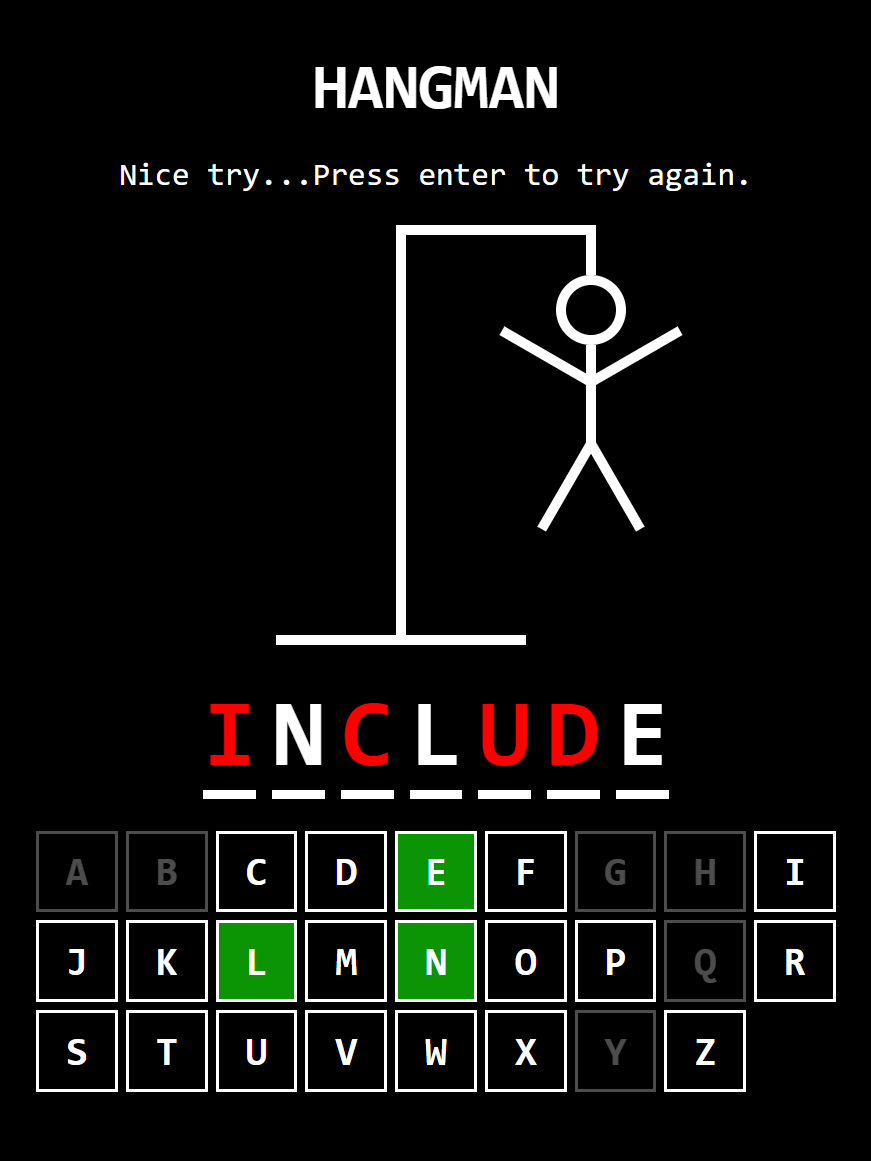 HANGMAN
Nice try...Press enter to try again.
INCLUDE
A B C D E F G H I
J K L M N O P Q R
S T U V W X Y Z